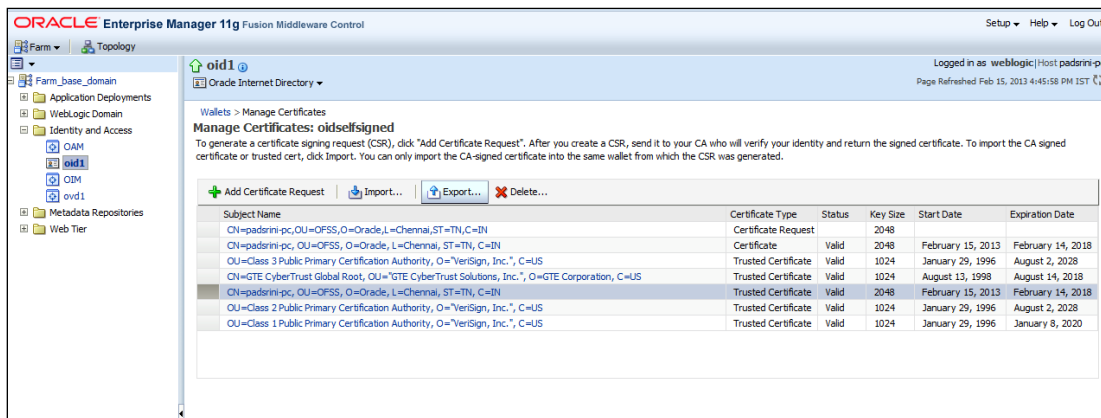 ORACLE Enterprise Manager 11g Fusion Middleware Control
Setup Help Log Out
Farm Topology
oid1
Logged in as weblogic|Host padsrini-p
Oracle Internet Directory
Page Refreshed Feb 15, 2013 4:45:58 PM IST
Farm_base_domain
Application Deployments
WebLogic Domain
Identity and Access
OAM
oid1
OIM
ovd1
Metadata Repositories
Web Tier
Wallets > Manage Certificates
Manage Certificates: oidselfsigned
To generate a certificate signing request (CSR), click "Add Certificate Request". After you create a CSR, send it to your CA who will verify your identity and return the signed certificate. To import the CA signed
certificate or trusted cert, click Import. You can only import the CA-signed certificate into the same wallet from which the CSR was generated.
Add Certificate Request Import... Export... Delete...
Subject Name Certificate Type Status Key Size Start Date Expiration Date
CN=padsrini-pc,OU=OFSS,O=Oracle,L=Chennai,ST=TN,C=IN Certificate Request 2048
CN=padsrini-pc, OU=OFSS, O=Oracle, L=Chennai, ST=TN, C=IN Certificate Valid 2048 February 15, 2013 February 14, 2018
OU=Class 3 Public Primary Certification Authority, O="VeriSign, Inc.", C=US Trusted Certificate Valid 1024 January 29, 1996 August 2, 2028
CN=GTE CyberTrust Global Root, OU="GTE CyberTrust Solutions, Inc.", O=GTE Corporation, C=US Trusted Certificate Valid 1024 August 13, 1998 August 14, 2018
CN=padsrini-pc, OU=OFSS, O=Oracle, L=Chennai, ST=TN, C=IN Trusted Certificate Valid 2048 February 15, 2013 February 14, 2018
OU=Class 2 Public Primary Certification Authority, O="VeriSign, Inc.", C=US Trusted Certificate Valid 1024 January 29, 1996 August 2, 2028
OU=Class 1 Public Primary Certification Authority, O="VeriSign, Inc.", C=US Trusted Certificate Valid 1024 January 29, 1996 January 8, 2020